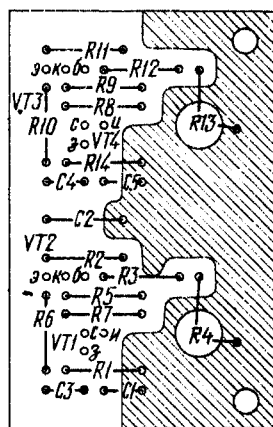 R11
э к б R12
VT3 R9
R8
R10 с и R13
з VT4
R14
C4 C5
C2
VT2 R2
э к б R3
R5
R6 R7
VT1 с и R4
з
R1
C3 C1